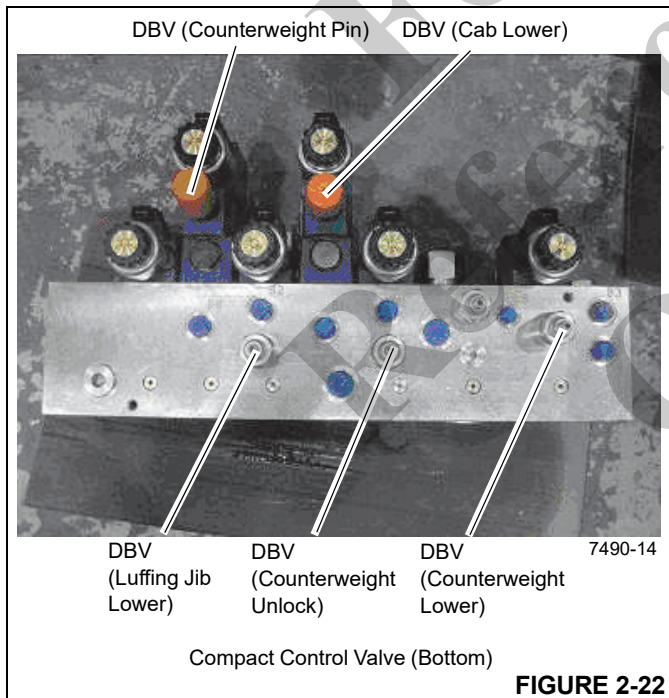 DBV (Counterweight Pin) DBV (Cab Lower)
DBV
(Luffing Jib
Lower)
DBV
(Counterweight
Unlock)
DBV
(Counterweight
Lower)
7490-14
Compact Control Valve (Bottom)
FIGURE 2-22